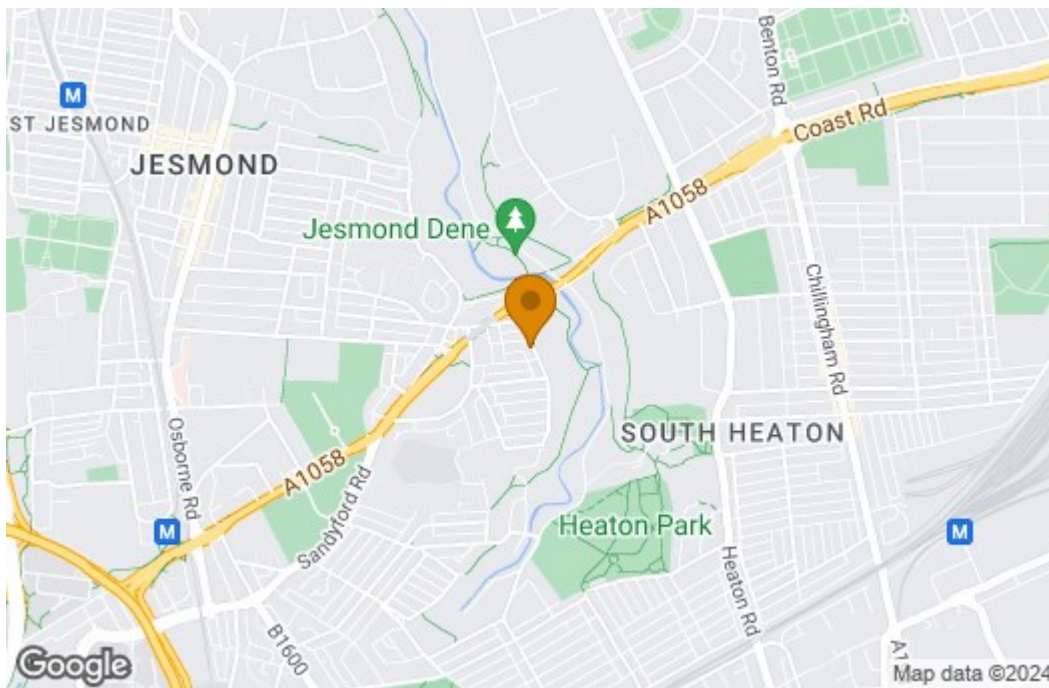 Benton Rd
M
ST JESMOND
Coast Rd
JESMOND
A1058
Jesmond Dene
Chillingham Rd
Osborne Rd
SOUTH HEATON
A1058
Sandyford Rd
M
Heaton Park
M
Heaton Rd
B1600
A1
Google
Map data ©2024